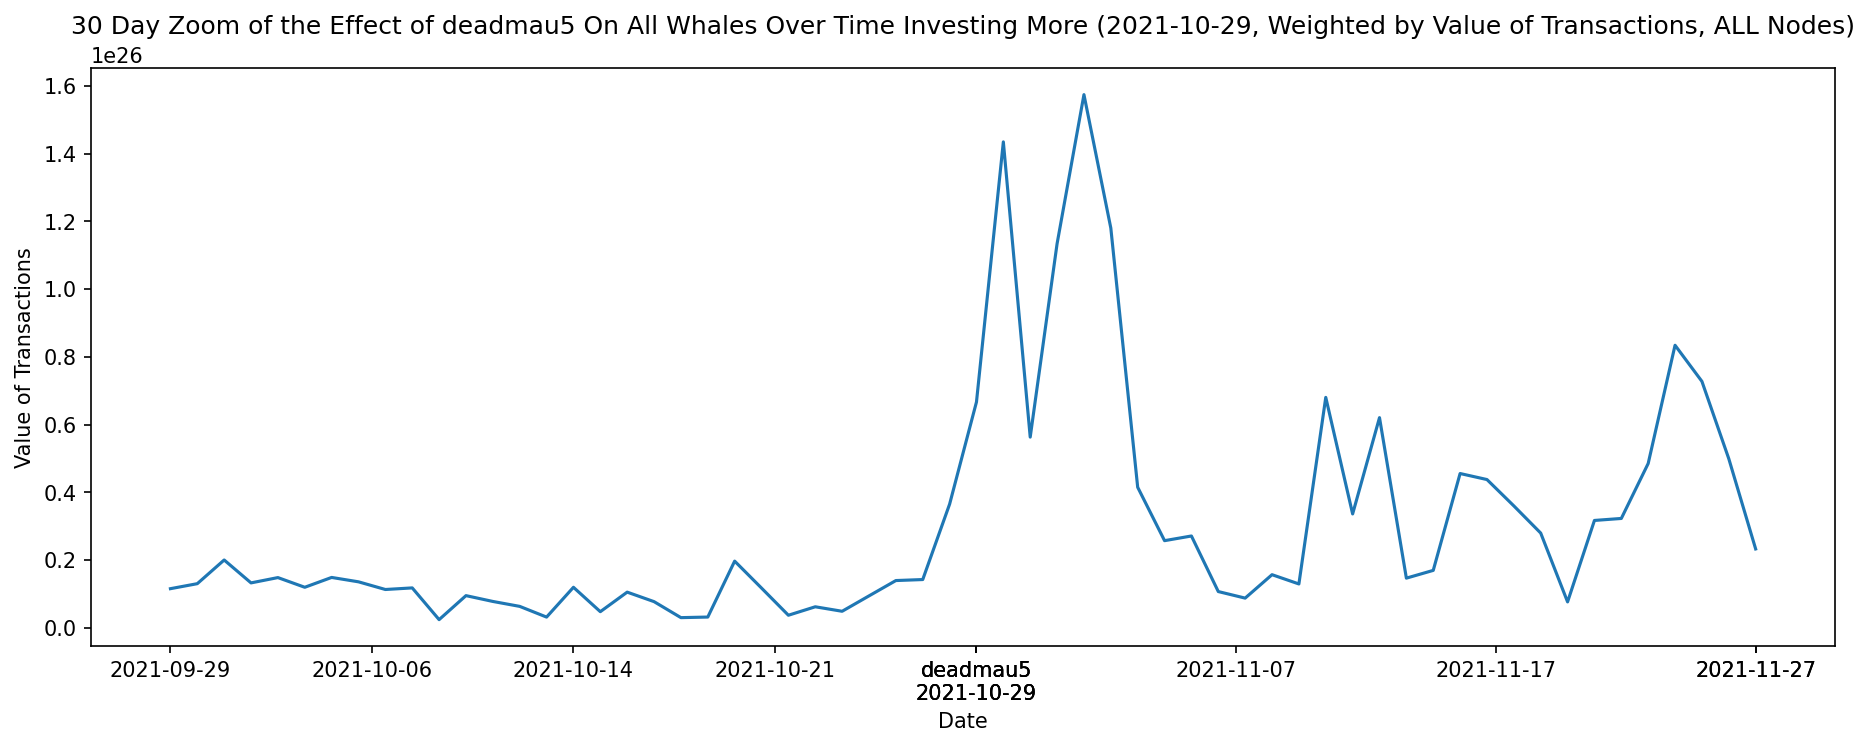 30 Day Zoom of the Effect of deadmau5 On All Whales Over Time Investing More (2021-10-29, Weighted by Value of Transactions, ALL Nodes)
1e26
1.6
1.4
1.2
1.0
0.8
0.6
0.4
0.2
0.0
Value of Transactions
2021-09-29 2021-10-06 2021-10-14 2021-10-21 deadmau5 2021-11-07 2021-11-17 2021-11-27
2021-10-29
Date